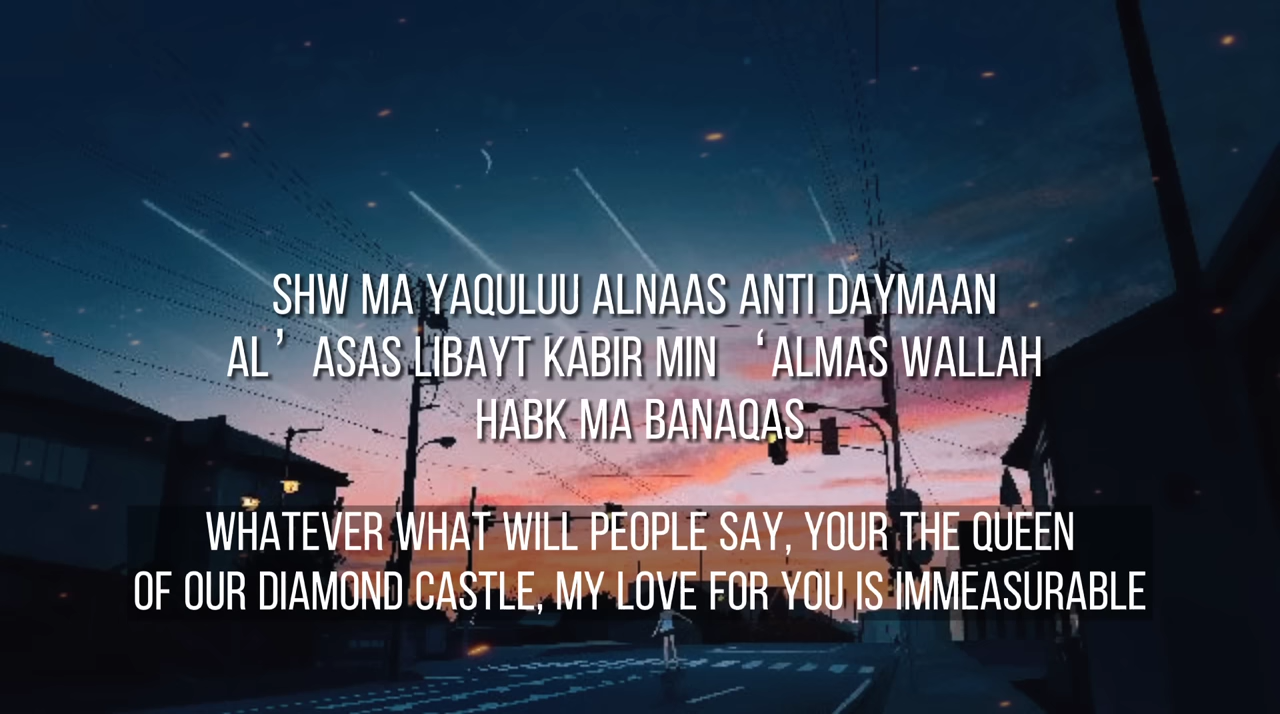 SHW MA YAQULUU ALNAAS ANTI DAYMAAN
AL’ ASAS LIBAYT KABIR MIN ‘ALMAS WALLAH
HABK MA BANAQAS
WHATEVER WHAT WILL PEOPLE SAY, YOUR THE QUEEN
OF OUR DIAMOND CASTLE, MY LOVE FOR YOU IS IMMEASURABLE